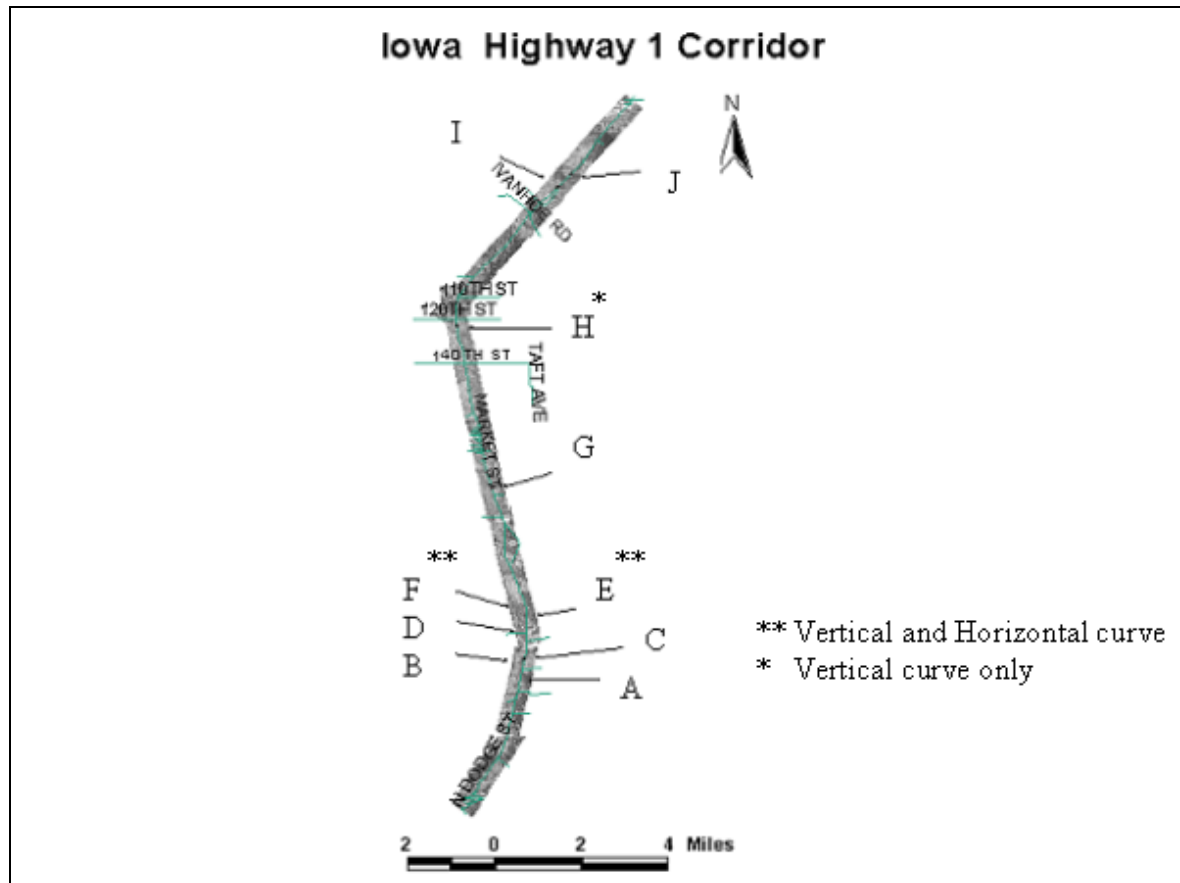 Iowa Highway 1 Corridor
N
I
J
IVANHOE RD
110TH ST
120TH ST
*
H
140TH ST
TAFT AVE
MARKET ST
G
**
**
F
E
D
C
B
A
** Vertical and Horizontal curve
* Vertical curve only
N DODGE ST
2 0 2 4 Miles